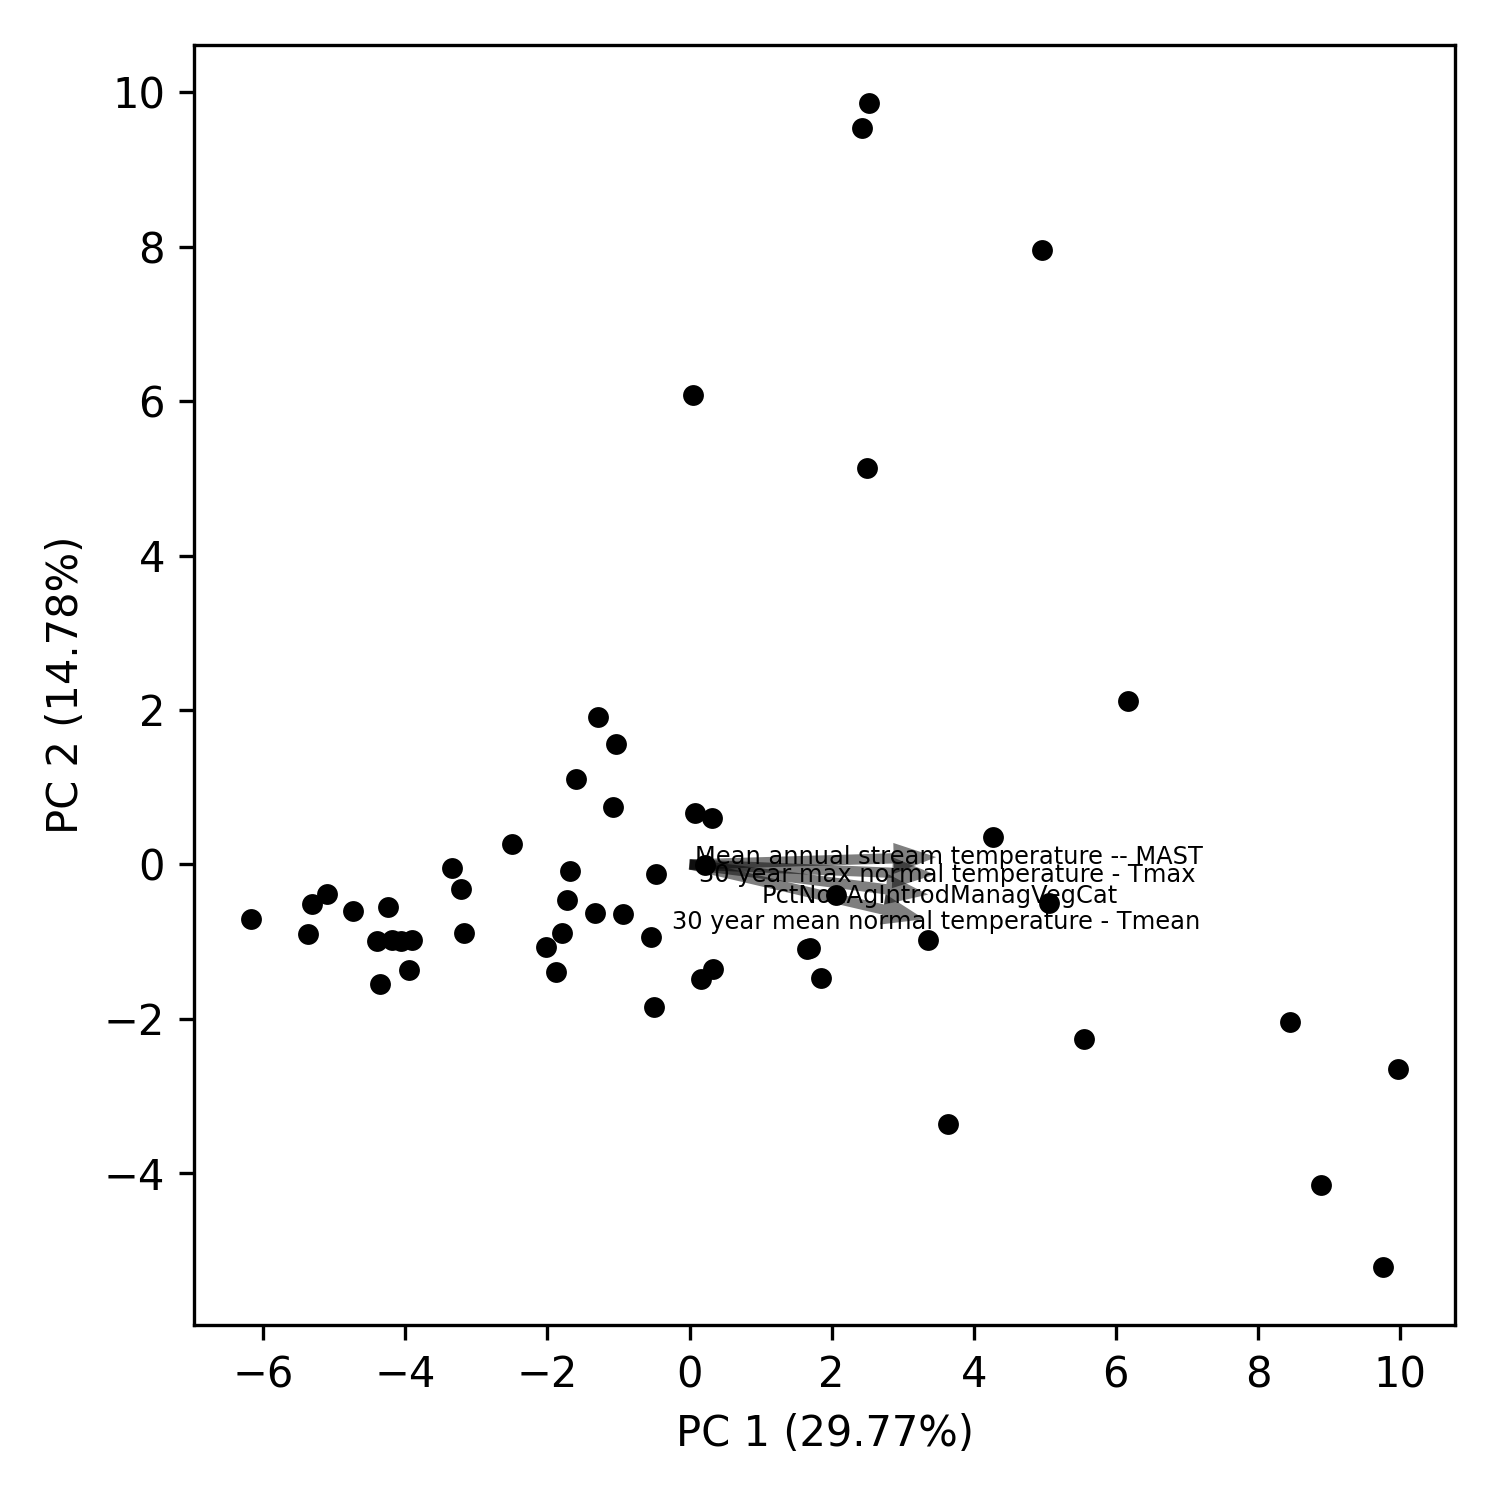 10
8
6
4
2
0
−2
−4
PC 2 (14.78%)
Mean annual stream temperature -- MAST
30 year max normal temperature - Tmax
PctNonAgIntrodManagVegCat
30 year mean normal temperature - Tmean
−6 −4 −2 0 2 4 6 8 10
PC 1 (29.77%)